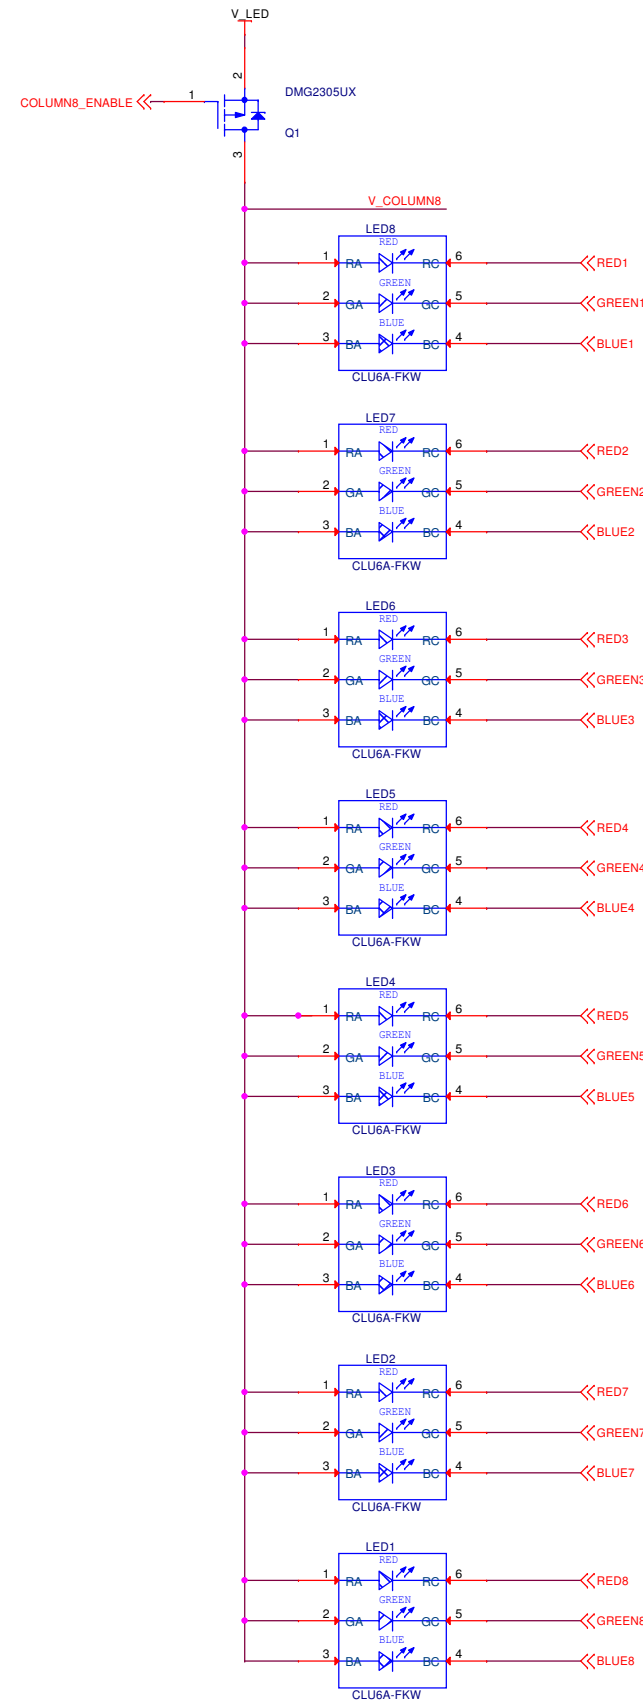 V_LED
2
DMG2305UX
COLUMN8_ENABLE
1
Q1
3
V_COLUMN8
LED8
RED
1 RA RC 6 RED1
GREEN
2 GA GC 5 GREEN1
BLUE
3 BA BC 4 BLUE1
CLU6A-FKW
LED7
RED
1 RA RC 6 RED2
GREEN
2 GA GC 5 GREEN2
BLUE
3 BA BC 4 BLUE2
CLU6A-FKW
LED6
RED
1 RA RC 6 RED3
GREEN
2 GA GC 5 GREEN3
BLUE
3 BA BC 4 BLUE3
CLU6A-FKW
LED5
RED
1 RA RC 6 RED4
GREEN
2 GA GC 5 GREEN4
BLUE
3 BA BC 4 BLUE4
CLU6A-FKW
LED4
RED
1 RA RC 6 RED5
GREEN
2 GA GC 5 GREEN5
BLUE
3 BA BC 4 BLUE5
CLU6A-FKW
LED3
RED
1 RA RC 6 RED6
GREEN
2 GA GC 5 GREEN6
BLUE
3 BA BC 4 BLUE6
CLU6A-FKW
LED2
RED
1 RA RC 6 RED7
GREEN
2 GA GC 5 GREEN7
BLUE
3 BA BC 4 BLUE7
CLU6A-FKW
LED1
RED
1 RA RC 6 RED8
GREEN
2 GA GC 5 GREEN8
BLUE
3 BA BC 4 BLUE8
CLU6A-FKW